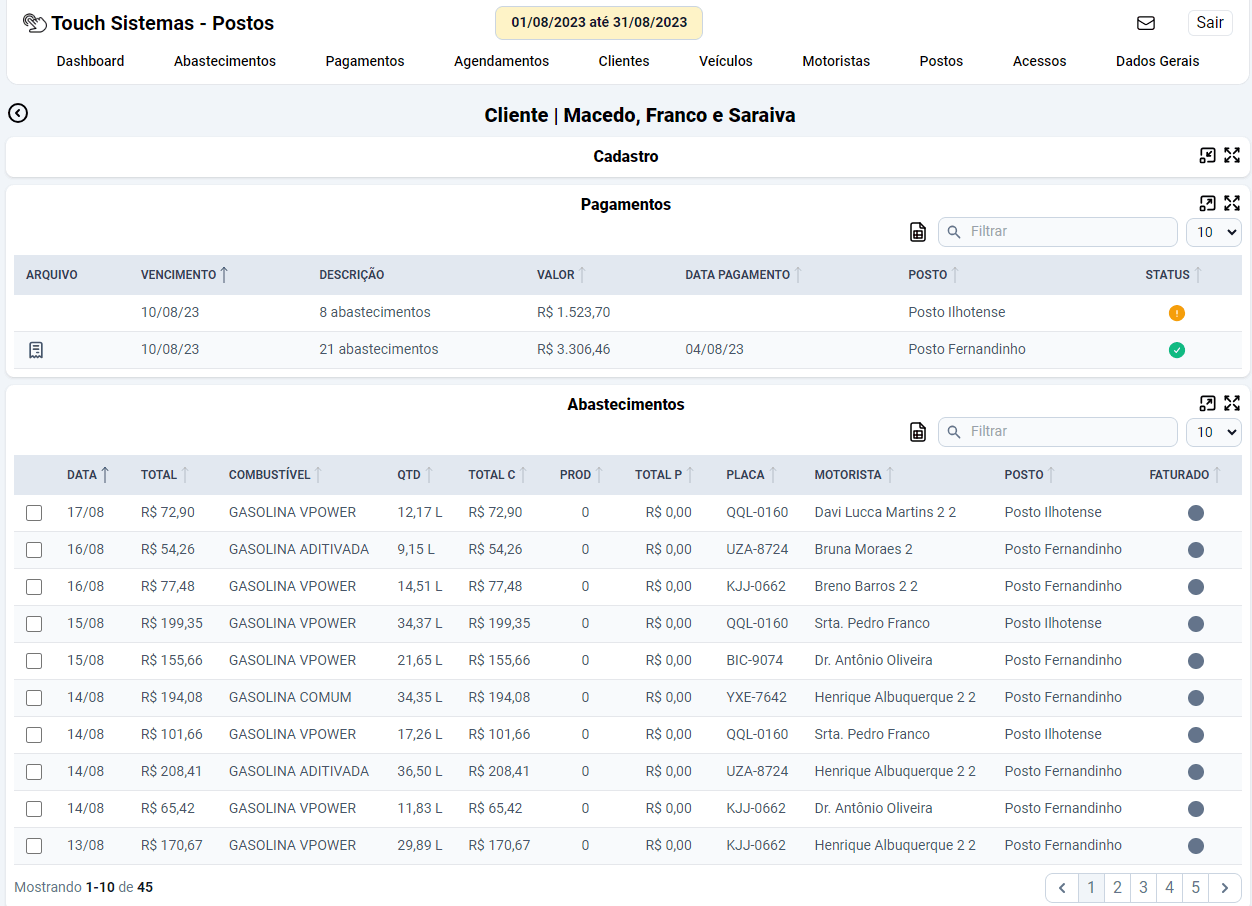 Touch Sistemas - Postos
01/08/2023 até 31/08/2023
Sair
Dashboard Abastecimentos Pagamentos Agendamentos Clientes Veículos Motoristas Postos Acessos Dados Gerais
Cliente | Macedo, Franco e Saraiva
Cadastro
Pagamentos
Filtrar 10
ARQUIVO VENCIMENTO DESCRIÇÃO VALOR DATA PAGAMENTO POSTO STATUS
10/08/23 8 abastecimentos R$ 1.523,70 Posto Ilhotense
10/08/23 21 abastecimentos R$ 3.306,46 04/08/23 Posto Fernandinho
Abastecimentos
Filtrar 10
DATA TOTAL COMBUSTÍVEL QTD TOTAL C PROD TOTAL P PLACA MOTORISTA POSTO FATURADO
17/08 R$ 72,90 GASOLINA VPOWER 12,17 L R$ 72,90 0 R$ 0,00 QQL-0160 Davi Lucca Martins 2 2 Posto Ilhotense
16/08 R$ 54,26 GASOLINA ADITIVADA 9,15 L R$ 54,26 0 R$ 0,00 UZA-8724 Bruna Moraes 2 Posto Fernandinho
16/08 R$ 77,48 GASOLINA VPOWER 14,51 L R$ 77,48 0 R$ 0,00 KJJ-0662 Breno Barros 2 2 Posto Fernandinho
15/08 R$ 199,35 GASOLINA VPOWER 34,37 L R$ 199,35 0 R$ 0,00 QQL-0160 Srta. Pedro Franco Posto Ilhotense
15/08 R$ 155,66 GASOLINA VPOWER 21,65 L R$ 155,66 0 R$ 0,00 BIC-9074 Dr. Antônio Oliveira Posto Fernandinho
14/08 R$ 194,08 GASOLINA COMUM 34,35 L R$ 194,08 0 R$ 0,00 YXE-7642 Henrique Albuquerque 2 2 Posto Fernandinho
14/08 R$ 101,66 GASOLINA VPOWER 17,26 L R$ 101,66 0 R$ 0,00 QQL-0160 Srta. Pedro Franco Posto Ilhotense
14/08 R$ 208,41 GASOLINA ADITIVADA 36,50 L R$ 208,41 0 R$ 0,00 UZA-8724 Henrique Albuquerque 2 2 Posto Fernandinho
14/08 R$ 65,42 GASOLINA VPOWER 11,83 L R$ 65,42 0 R$ 0,00 KJJ-0662 Dr. Antônio Oliveira Posto Fernandinho
13/08 R$ 170,67 GASOLINA VPOWER 29,89 L R$ 170,67 0 R$ 0,00 KJJ-0662 Henrique Albuquerque 2 2 Posto Fernandinho
Mostrando 1-10 de 45 1 2 3 4 5